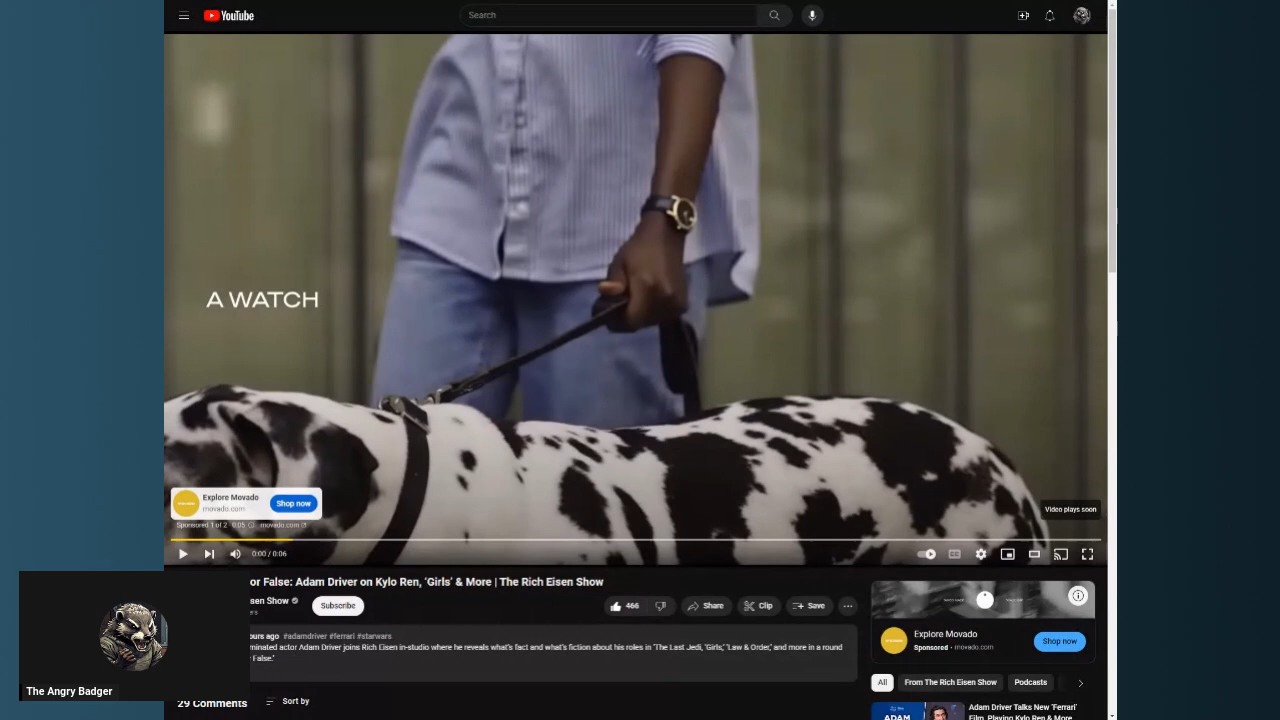 YouTube
Search
A WATCH
Explore Movado
movado.com
Shop now
Sponsored 1 of 2 · 0:05
movado.com
Video plays soon
0:00 / 0:06
or False: Adam Driver on Kylo Ren, 'Girls' & More | The Rich Eisen Show
sen Show
ers
Subscribe
466
Share
Clip
Save
ours ago #adamdriver #ferrari #starwars
minated actor Adam Driver joins Rich Eisen in-studio where he reveals what's fact and what's fiction about his roles in 'The Last Jedi, 'Girls,' 'Law & Order,' and more in a round
False.'
29 Comments
Sort by
The Angry Badger
Explore Movado
Sponsored · movado.com
Shop now
All
From The Rich Eisen Show
Podcasts
ADAM
Adam Driver Talks New 'Ferrari'
Film, Playing Kylo Ren & More